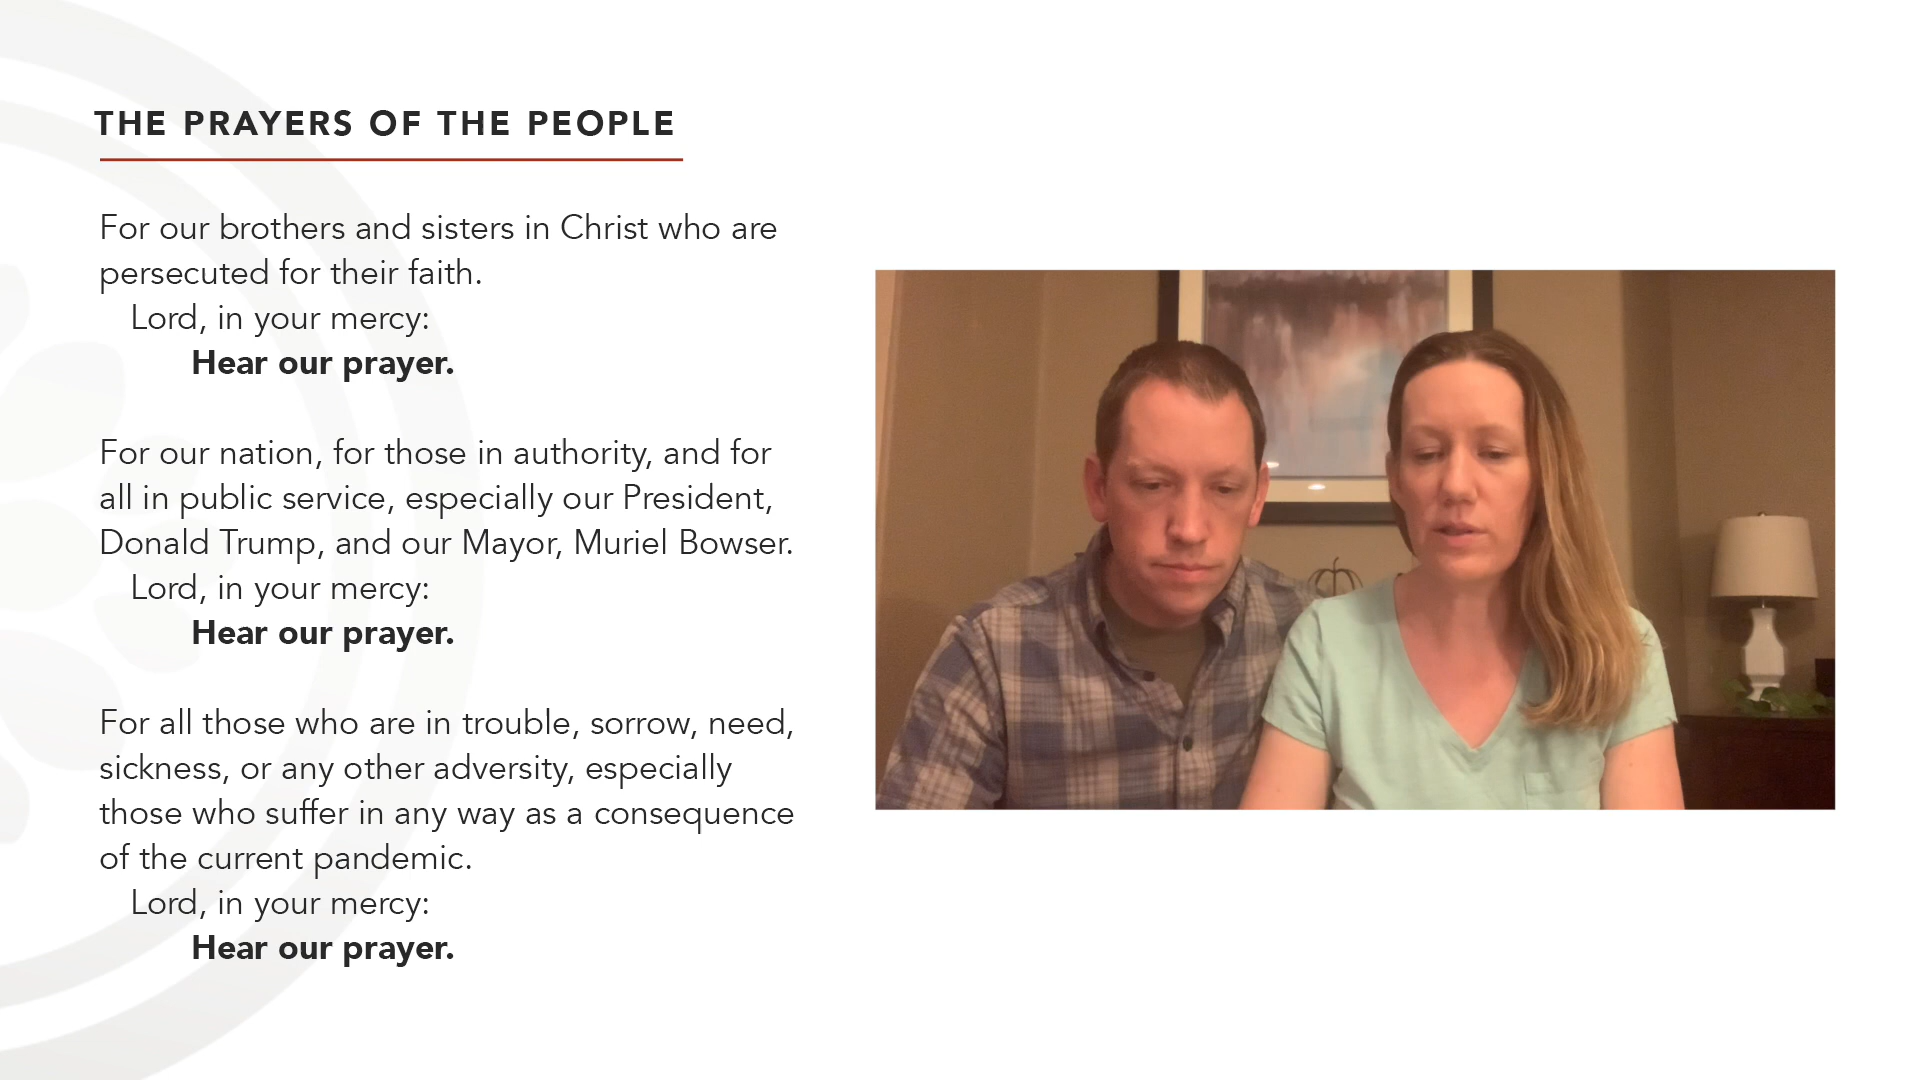 THE PRAYERS OF THE PEOPLE
For our brothers and sisters in Christ who are
persecuted for their faith.
Lord, in your mercy:
Hear our prayer.
For our nation, for those in authority, and for
all in public service, especially our President,
Donald Trump, and our Mayor, Muriel Bowser.
Lord, in your mercy:
Hear our prayer.
For all those who are in trouble, sorrow, need,
sickness, or any other adversity, especially
those who suffer in any way as a consequence
of the current pandemic.
Lord, in your mercy:
Hear our prayer.